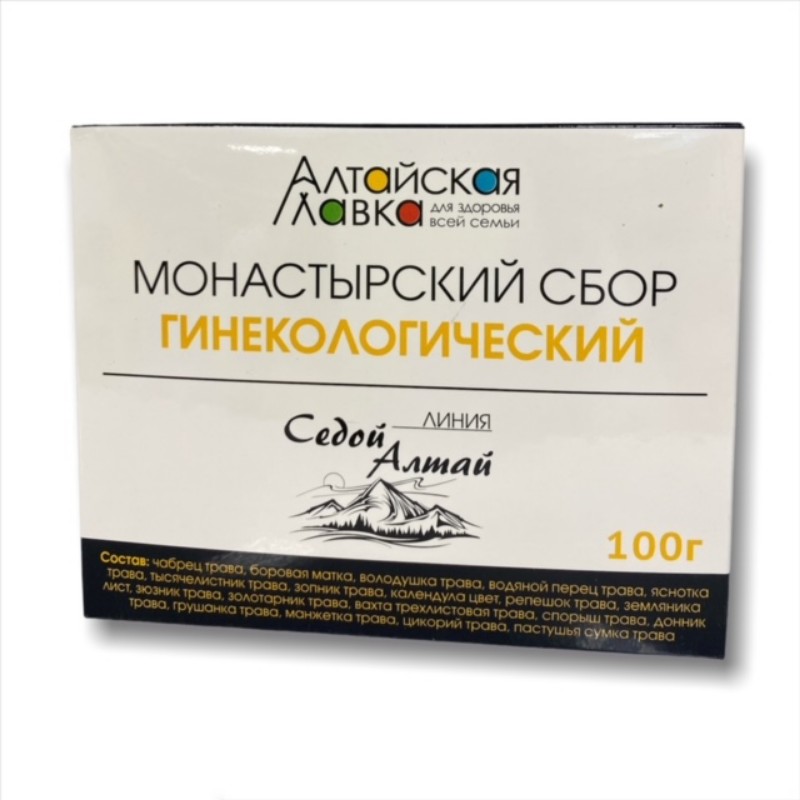 Алтайская
Лавка для здоровья
всей семьи
МОНАСТЫРСКИЙ СБОР
ГИНЕКОЛОГИЧЕСКИЙ
ЛИНИЯ
Седой
Алтай
100г
Состав: чабрец трава, боровая матка, володушка трава, водяной перец трава, яснотка
трава, тысячелистник трава, зопник трава, календула цвет, репешок трава, земляника
лист, зюзник трава, золотарник трава, вахта трехлистовая трава, спорыш трава, донник
трава, грушанка трава, манжетка трава, цикорий трава, пастушья сумка трава